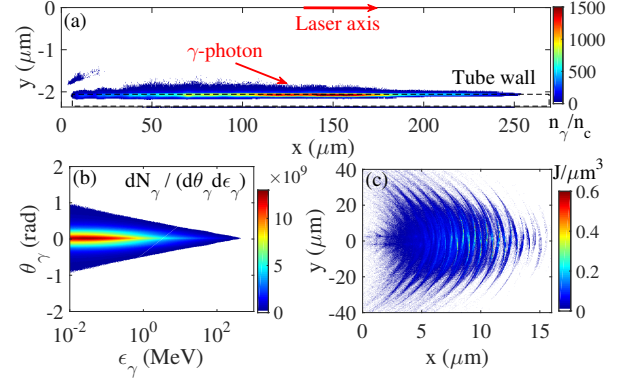 (a)
Laser axis
γ-photon
Tube wall
0
-1
-2
y (μm)
0 50 100 150 200 250
x (μm)
1500
1000
500
0
n_γ/n_c
(b)
dN_γ / (dθ_γ dϵ_γ)
×10^9
2
1
0
-1
-2
θ_γ (rad)
10^-2 10^0 10^2
ϵ_γ (MeV)
10
5
0
(c)
J/μm^3
40
20
0
-20
-40
y (μm)
0 5 10 15
x (μm)
0.6
0.4
0.2
0